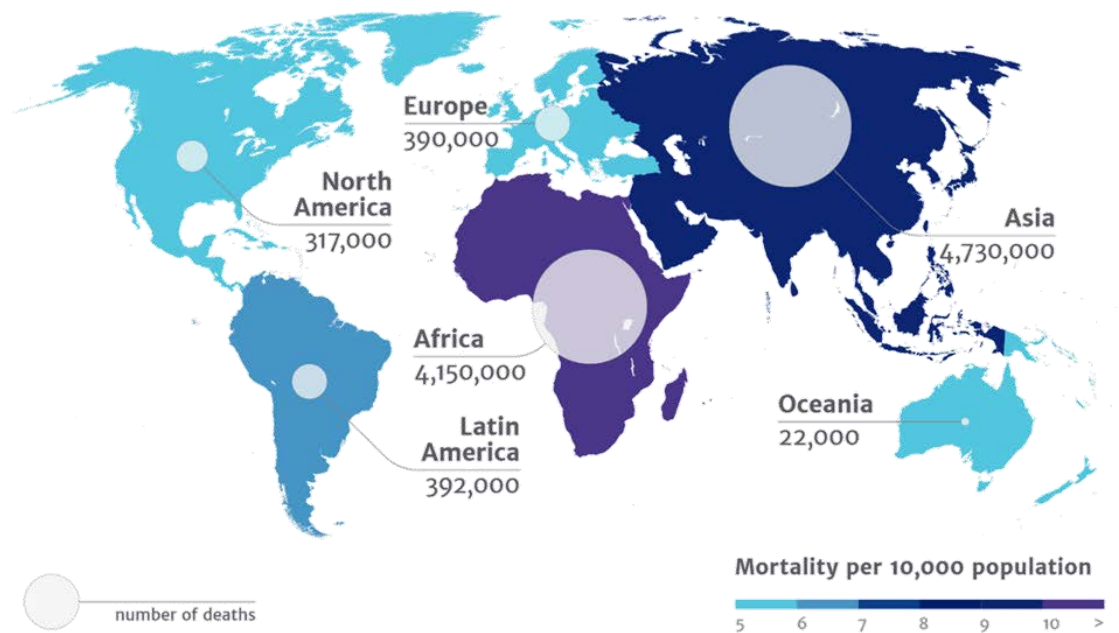 Europe
390,000
North
America
317,000
Asia
4,730,000
Africa
4,150,000
Oceania
22,000
Latin
America
392,000
Mortality per 10,000 population
number of deaths
5 6 7 8 9 10 >